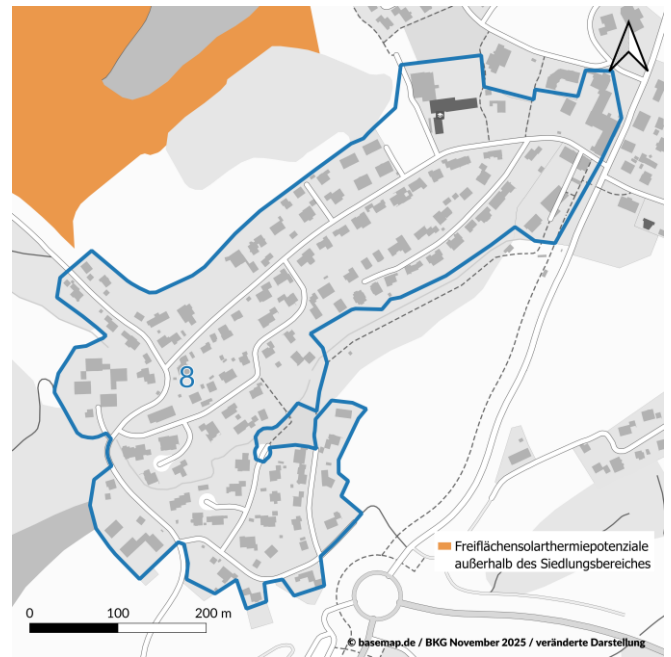 8
Freiflächensolarthermiepotenziale
außerhalb des Siedlungsbereiches
0 100 200 m
© basemap.de / BKG November 2025 / veränderte Darstellung